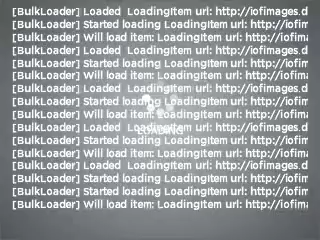 [BulkLoader] Loaded LoadingItem url: http://iofimages.d
[BulkLoader] Started loading LoadingItem url: http://iofim
[BulkLoader] Will load item: LoadingItem url: http://iofima
[BulkLoader] Loaded LoadingItem url: http://iofimages.d
[BulkLoader] Started loading LoadingItem url: http://iofim
[BulkLoader] Will load item: LoadingItem url: http://iofima
[BulkLoader] Loaded LoadingItem url: http://iofimages.d
[BulkLoader] Started loading LoadingItem url: http://iofim
[BulkLoader] Will load item: LoadingItem url: http://iofima
[BulkLoader] Loaded LoadingItem url: http://iofimages.d
LOADING
[BulkLoader] Started loading LoadingItem url: http://iofim
[BulkLoader] Will load item: LoadingItem url: http://iofima
[BulkLoader] Loaded LoadingItem url: http://iofimages.d
[BulkLoader] Started loading LoadingItem url: http://iofim
[BulkLoader] Started loading LoadingItem url: http://iofim
[BulkLoader] Will load item: LoadingItem url: http://iofima